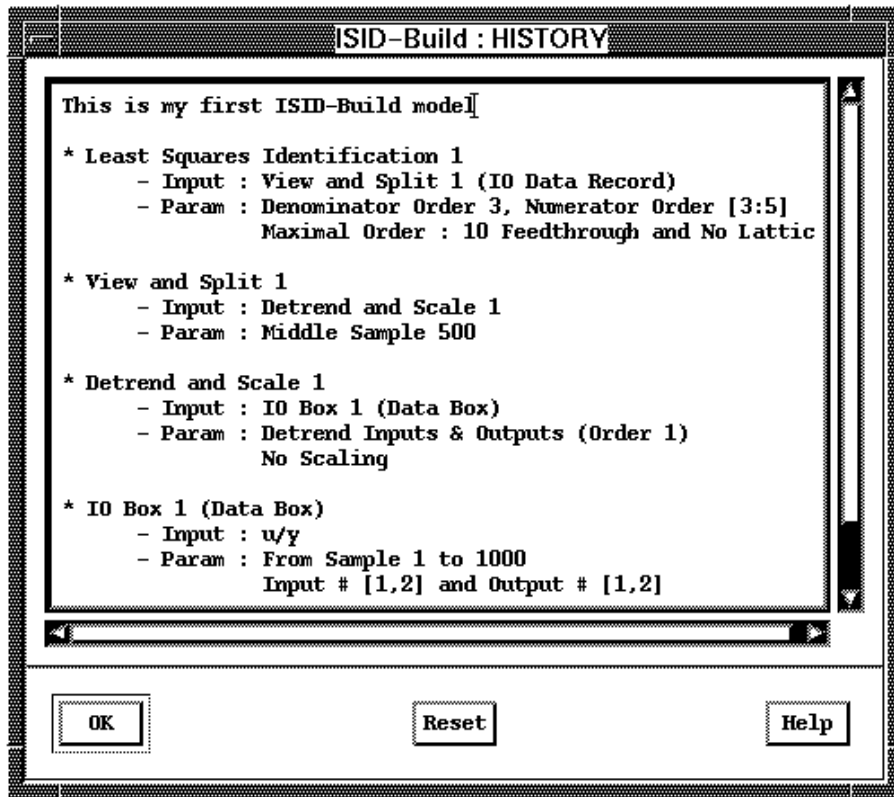 ISID-Build : HISTORY
This is my first ISID-Build model
* Least Squares Identification 1
- Input : View and Split 1 (IO Data Record)
- Param : Denominator Order 3, Numerator Order [3:5]
Maximal Order : 10 Feedthrough and No Lattic
* View and Split 1
- Input : Detrend and Scale 1
- Param : Middle Sample 500
* Detrend and Scale 1
- Input : IO Box 1 (Data Box)
- Param : Detrend Inputs & Outputs (Order 1)
No Scaling
* IO Box 1 (Data Box)
- Input : u/y
- Param : From Sample 1 to 1000
Input # [1,2] and Output # [1,2]
OK
Reset
Help